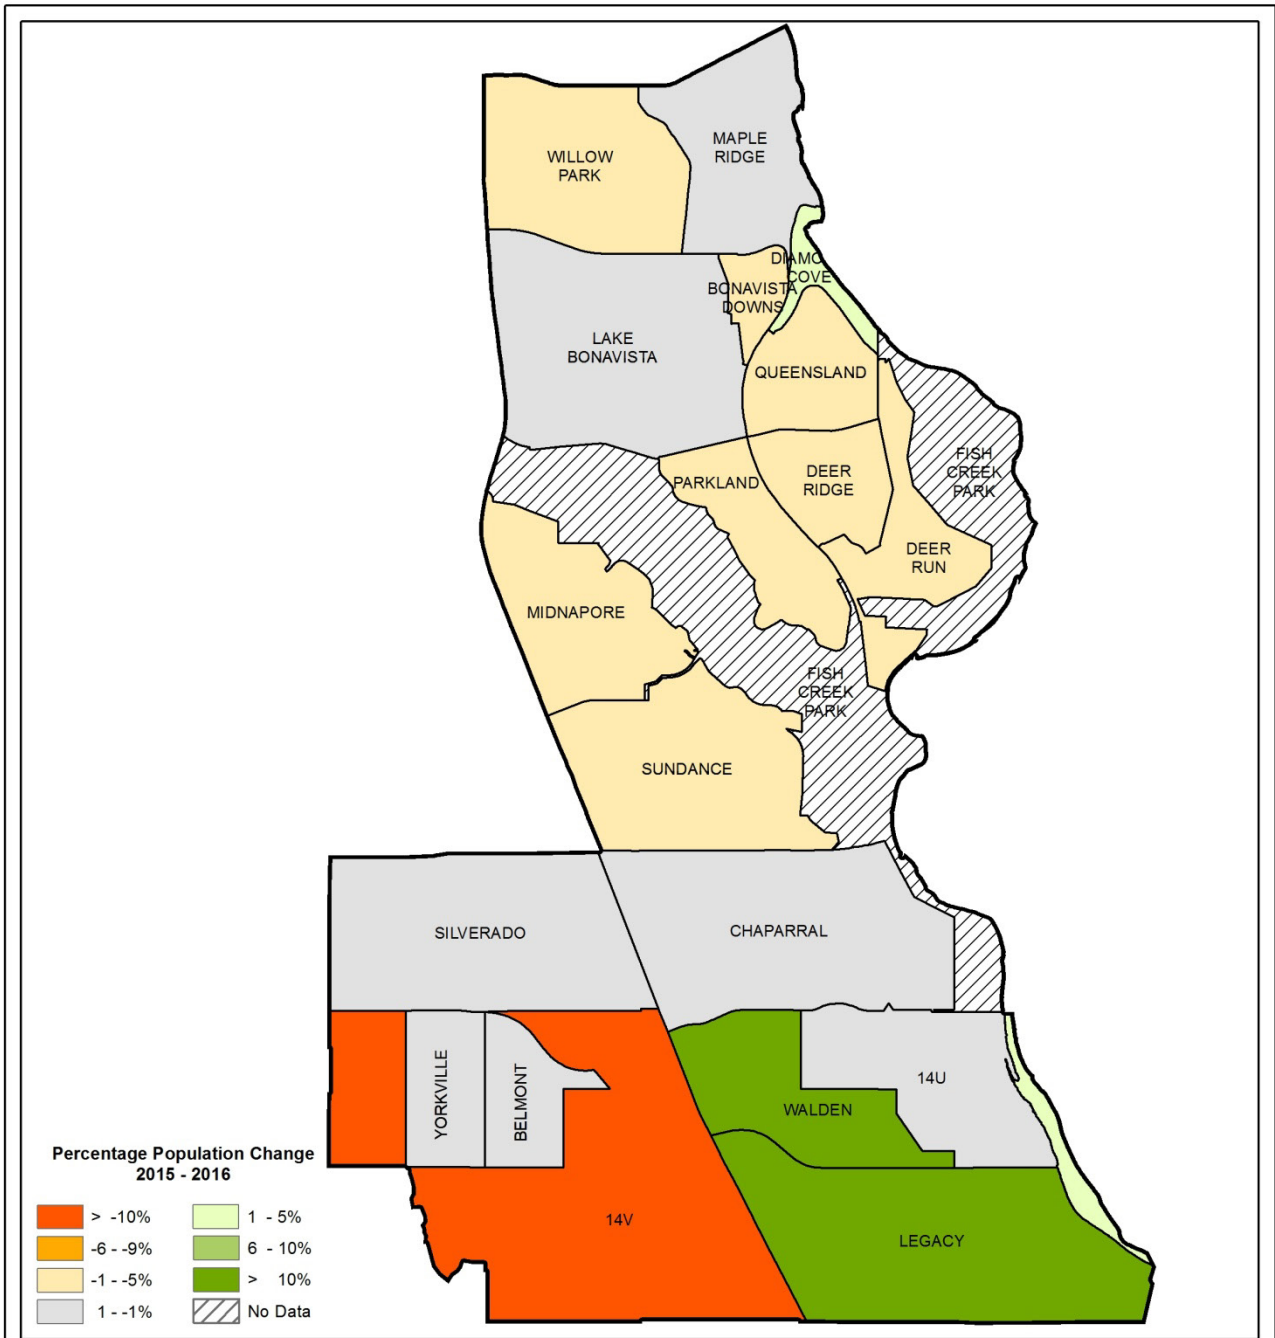 MAPLE
RIDGE
WILLOW
PARK
DIAMO
COVE
BONAVISTA
DOWNS
LAKE
BONAVISTA
QUEENSLAND
FISH
CREEK
PARK
DEER
RIDGE
PARKLAND
DEER
RUN
MIDNAPORE
FISH
CREEK
PARK
SUNDANCE
SILVERADO
CHAPARRAL
YORKVILLE
BELMONT
14U
WALDEN
14V
LEGACY
Percentage Population Change
2015 - 2016
> -10%
-6 - -9%
-1 - -5%
1 - -1%
1 - 5%
6 - 10%
> 10%
No Data